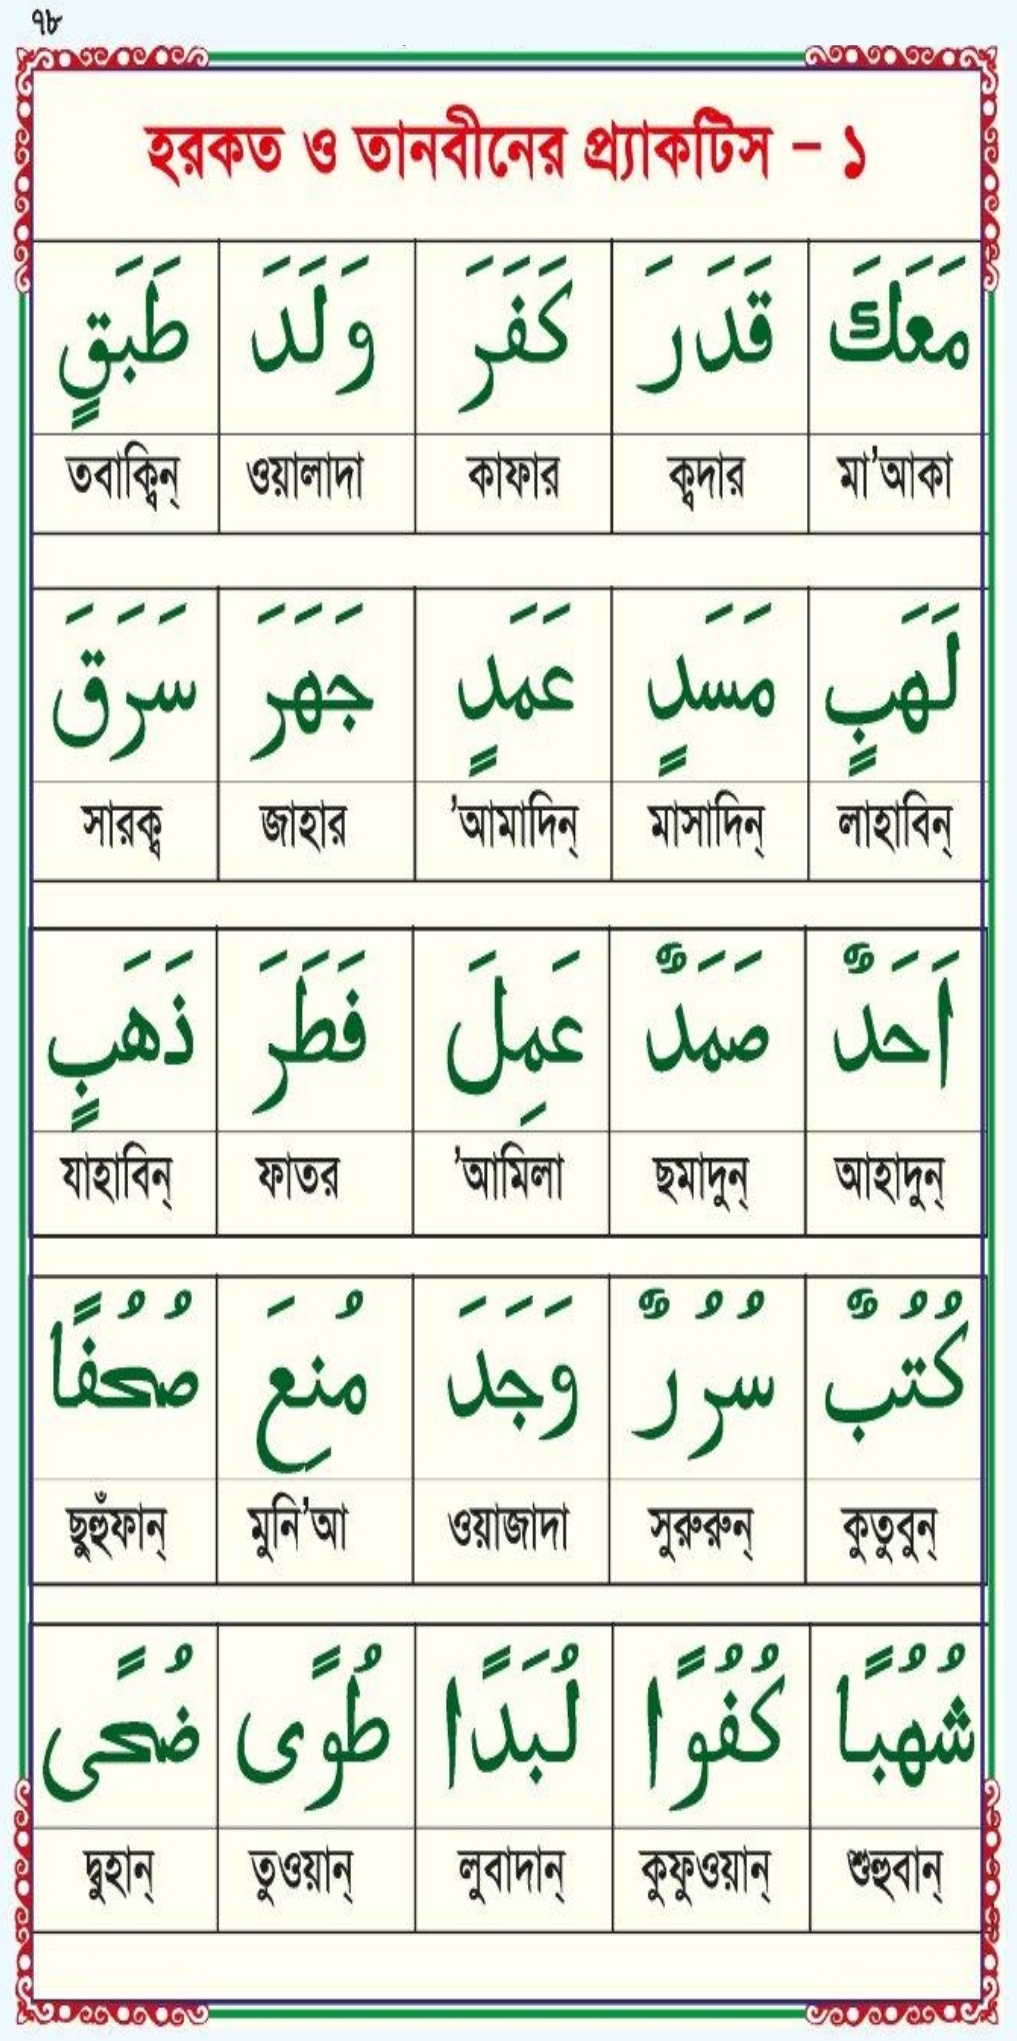 ৭৮
হরকত ও তানবীনের প্র্যাকটিস – ১
مَعَكَ قَدَرَ كَفَرَ وَلَدَ طَبَقٍ
মা'আকা ক্বদার কাফার ওয়ালাদা তবাক্বিন্
لَهَبٍ مَسَدٍ عَمَدٍ جَهَرَ سَرَقَ
লাহাবিন্ মাসাদিন্ 'আমাদিন্ জাহার সারক্ব
اَحَدٌ صَمَدٌ عَمِلَ فَطَرَ ذَهَبٍ
আহাদুন্ ছমাদুন্ 'আমিলা ফাতর যাহাবিন্
كُتُبٌ سُرُرٌ وَجَدَ مُنِعَ صُحُفًا
কুতুবুন্ সুরুরুন্ ওয়াজাদা মুনি'আ ছুহুঁফান্
شُهُبًا كُفُوًا لُبَدًا طُوًى ضُحًى
শুহুবান্ কুফুওয়ান্ লুবাদান্ তুওয়ান্ দ্বুহান্